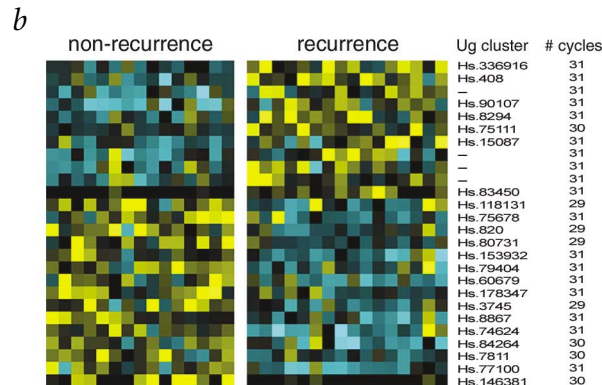 b
non-recurrence recurrence Ug cluster # cycles
Hs.336916 31
Hs.408 31
– 31
Hs.90107 31
Hs.8294 31
Hs.75111 30
Hs.15087 31
– 31
– 31
– 31
Hs.83450 31
Hs.118131 29
Hs.75678 31
Hs.820 29
Hs.80731 29
Hs.153932 31
Hs.79404 31
Hs.60679 31
Hs.178347 31
Hs.3745 29
Hs.8867 31
Hs.74624 31
Hs.84264 30
Hs.7811 30
Hs.77100 31
Hs.146381 30